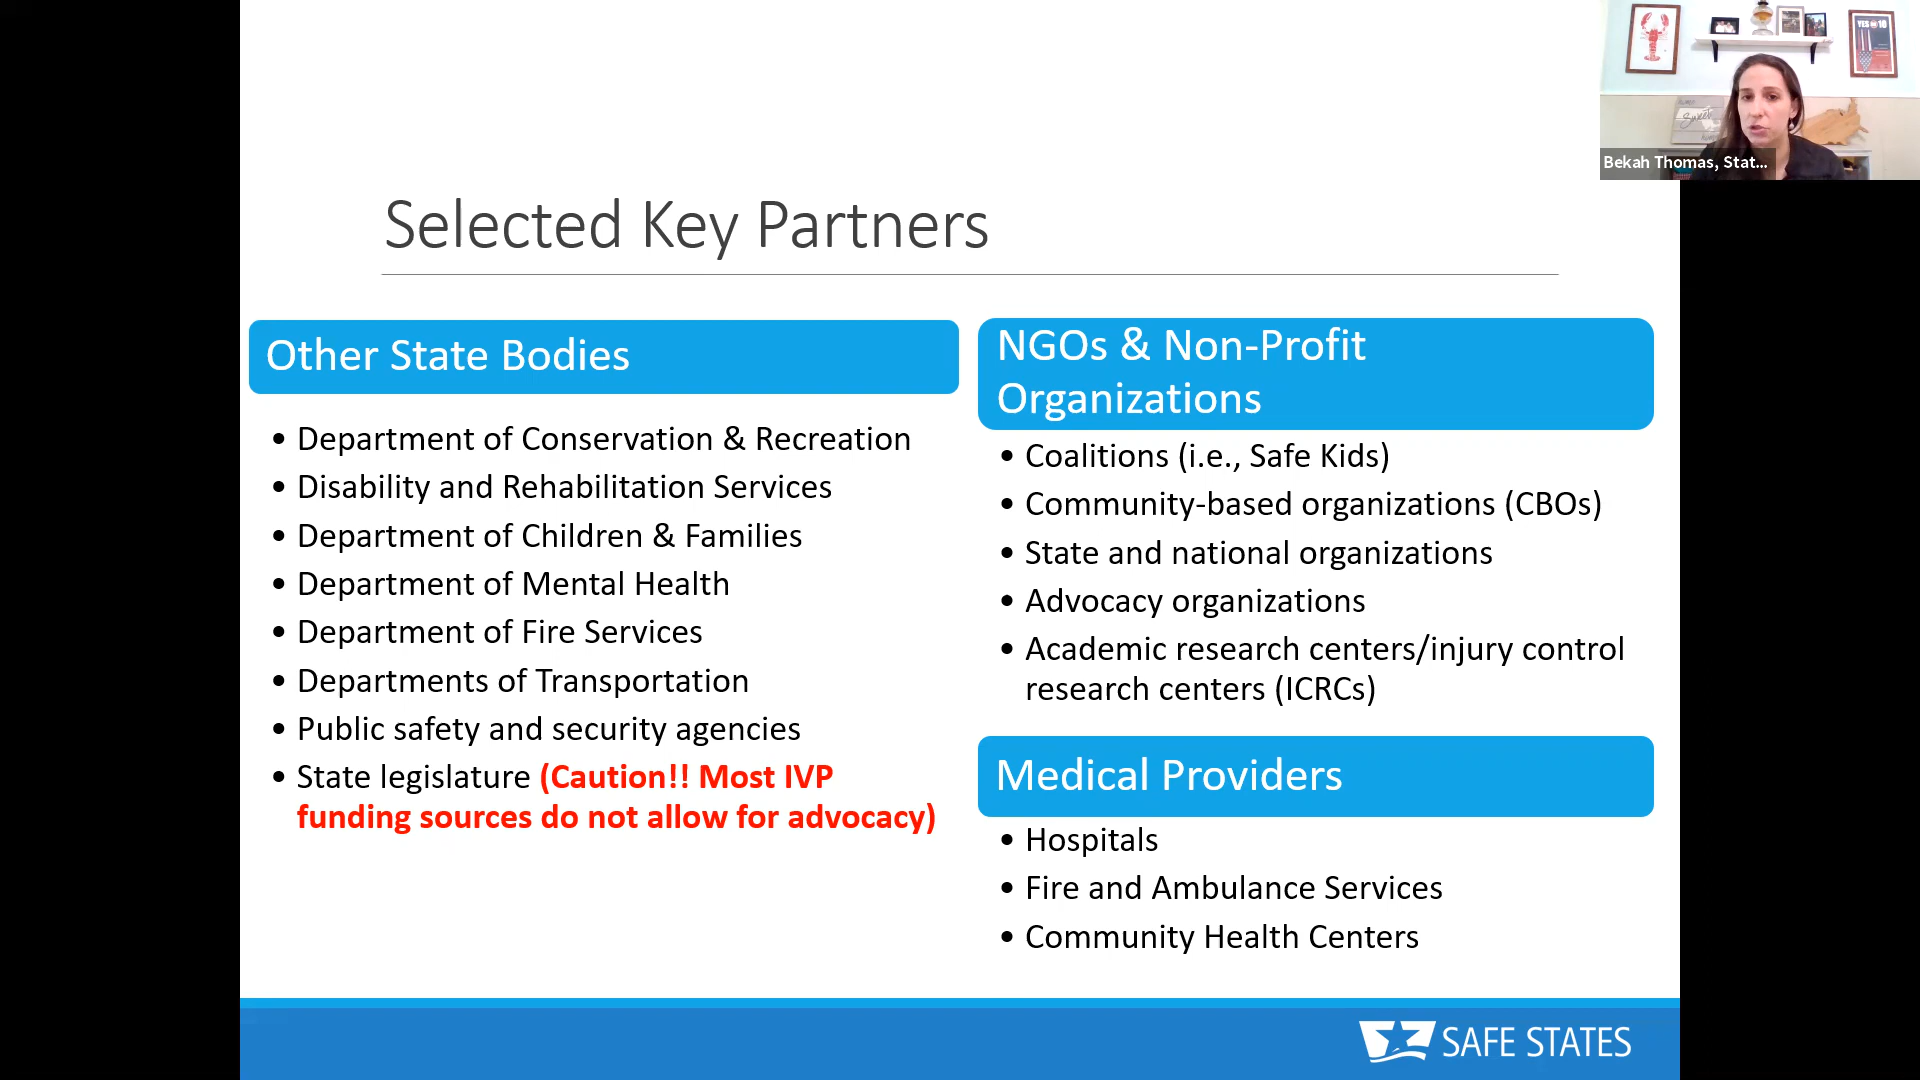 Selected Key Partners
Other State Bodies
• Department of Conservation & Recreation
• Disability and Rehabilitation Services
• Department of Children & Families
• Department of Mental Health
• Department of Fire Services
• Departments of Transportation
• Public safety and security agencies
• State legislature (Caution!! Most IVP
funding sources do not allow for advocacy)
NGOs & Non-Profit
Organizations
• Coalitions (i.e., Safe Kids)
• Community-based organizations (CBOs)
• State and national organizations
• Advocacy organizations
• Academic research centers/injury control
research centers (ICRCs)
Medical Providers
• Hospitals
• Fire and Ambulance Services
• Community Health Centers
SAFE STATES
YES 18
Sweet
Bekah Thomas, Stat...